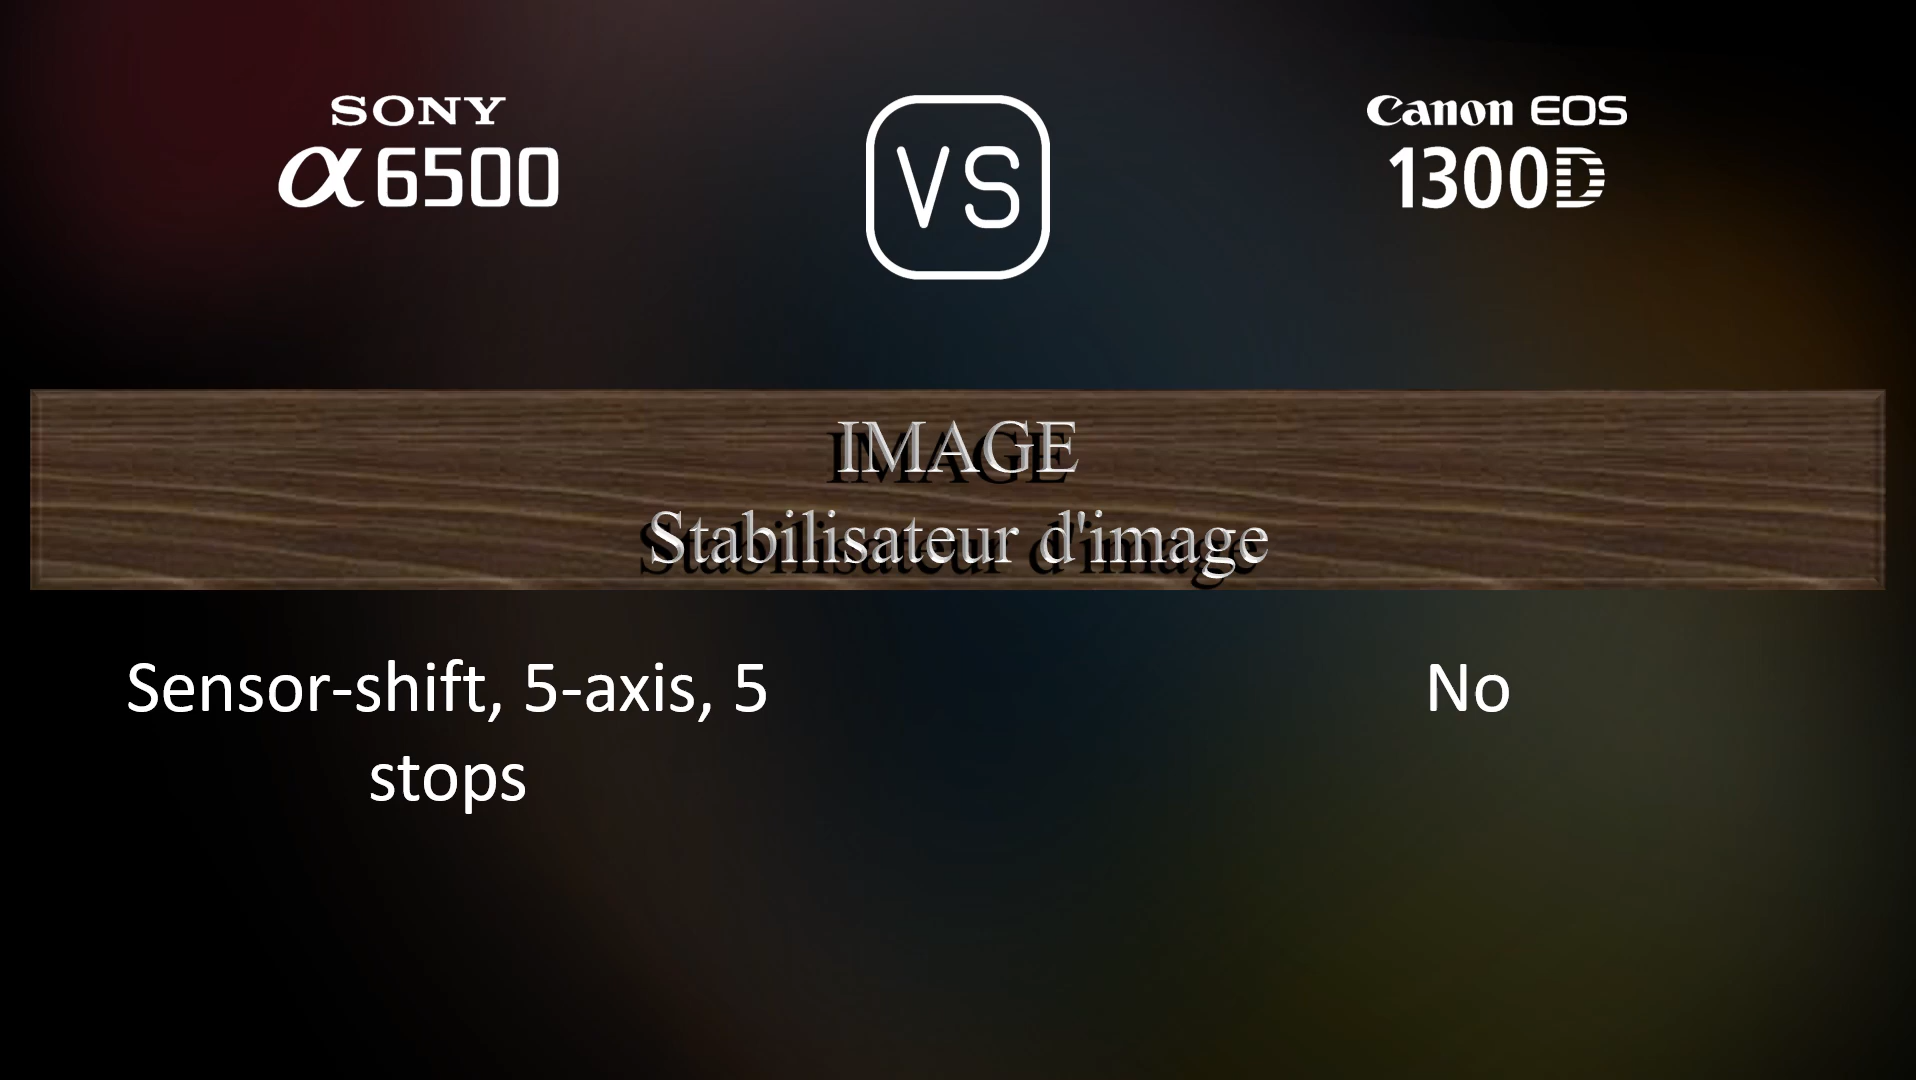 SONY
α6500
VS
Canon EOS
1300D
IMAGE
Stabilisateur d'image
Sensor-shift, 5-axis, 5
stops
No